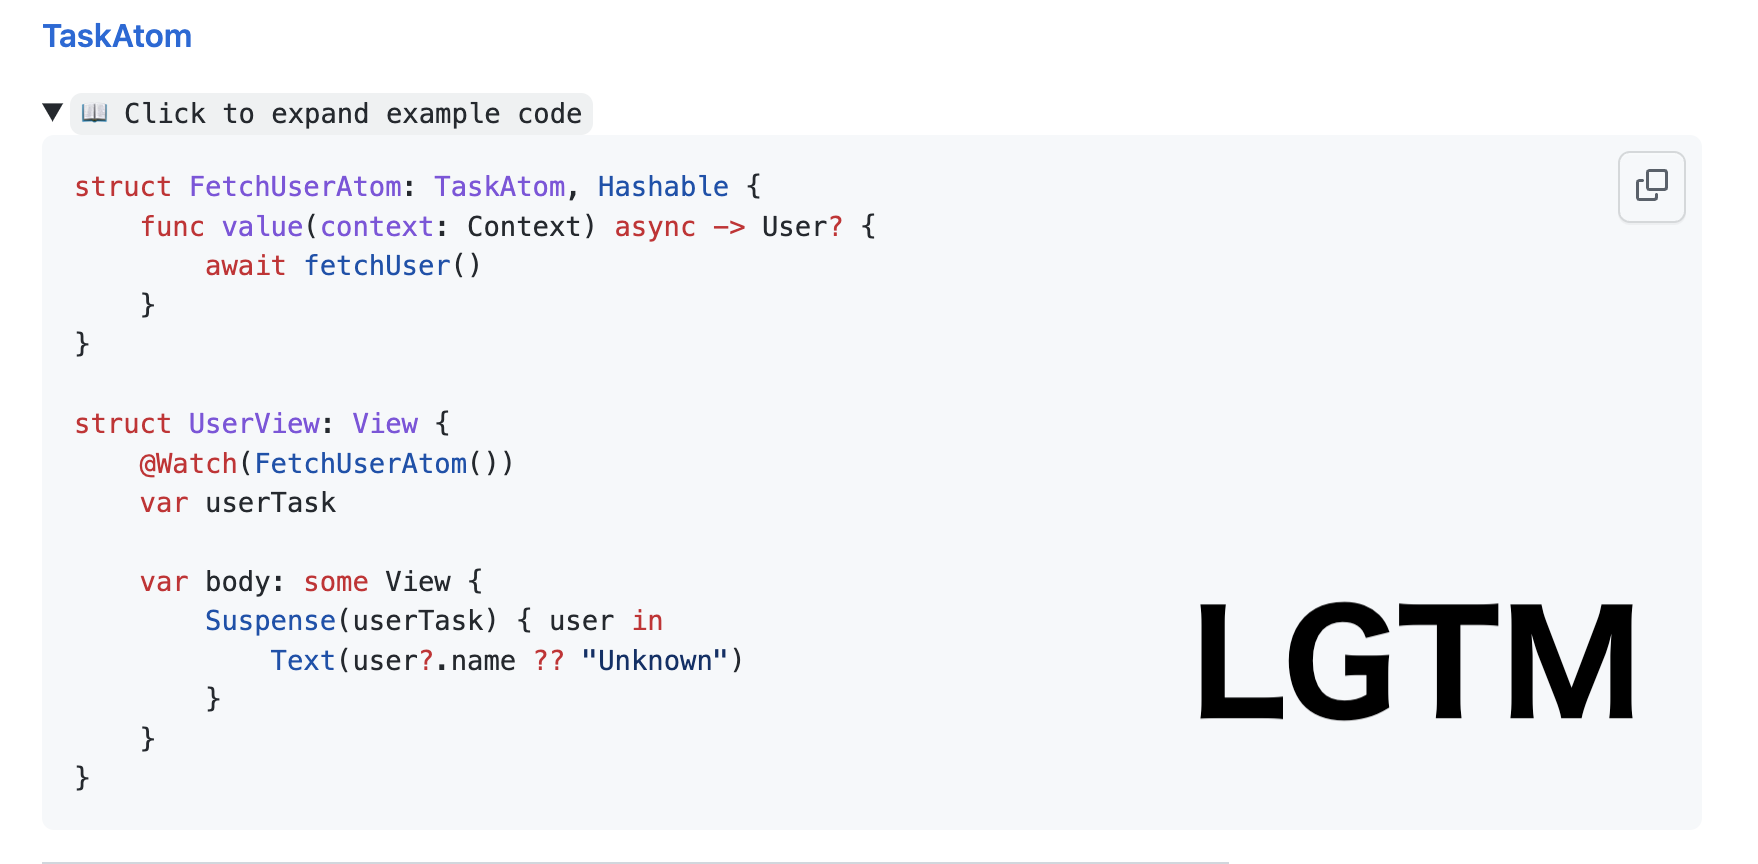 TaskAtom
▼ 📖 Click to expand example code
struct FetchUserAtom: TaskAtom, Hashable {
    func value(context: Context) async -> User? {
        await fetchUser()
    }
}

struct UserView: View {
    @Watch(FetchUserAtom())
    var userTask

    var body: some View {
        Suspense(userTask) { user in
            Text(user?.name ?? "Unknown")
        }
    }
}
LGTM